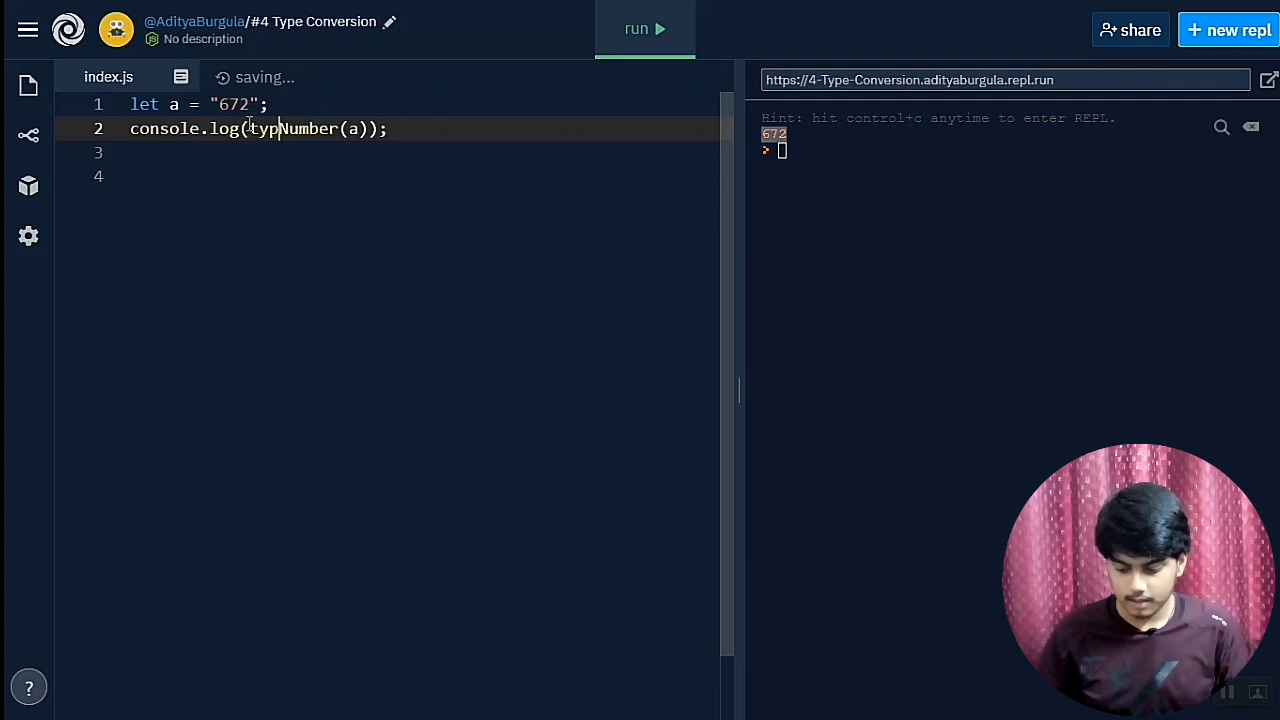 @AdityaBurgula/#4 Type Conversion
No description
run
share
+ new repl
index.js
saving...
https://4-Type-Conversion.adityaburgula.repl.run
1 let a = "672";
2 console.log(typNumber(a));
3
4
Hint: hit control+c anytime to enter REPL.
672
>
?